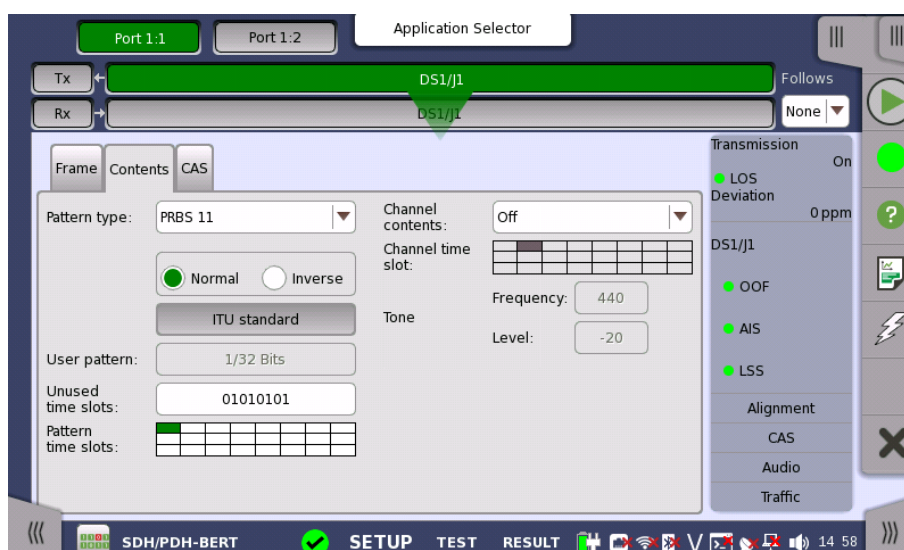 Port 1:1
Port 1:2
Application Selector
Tx
DS1/J1
Follows
Rx
DS1/J1
None
Frame
Contents
CAS
Pattern type:
PRBS 11
Normal
Inverse
ITU standard
User pattern:
1/32 Bits
Unused
time slots:
01010101
Pattern
time slots:
Channel
contents:
Off
Channel time
slot:
Tone
Frequency:
440
Level:
-20
Transmission
On
LOS
Deviation
0 ppm
DS1/J1
OOF
AIS
LSS
Alignment
CAS
Audio
Traffic
SDH/PDH-BERT
SETUP
TEST
RESULT
14 58